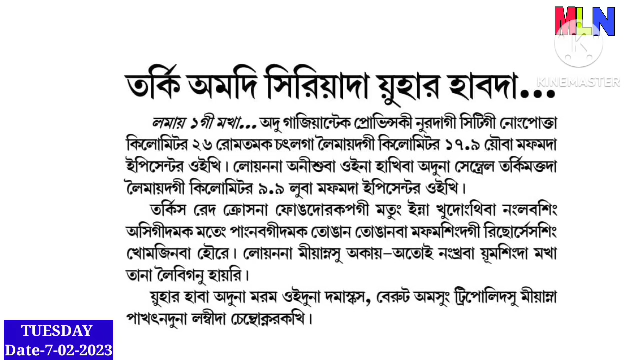 MLN
KINEMASTER
তর্কি অমদি সিরিয়াদা য়ুহার হাবদা...
লমায় ১গী মখা... অদু গাজিয়ান্টেক প্রোভিন্সকী নুরদাগী সিটিগী নোংপোত্তা
কিলোমিটর ২৬ রোমতমক চৎলগা লৈমায়দগী কিলোমিটর ১৭.৯ য়ৌবা মফমদা
ইপিসেন্টর ওইখি। লোয়ননা অনীশুবা ওইনা হাখিবা অদুনা সেন্ত্রেল তর্কিমক্তদা
লৈমায়দগী কিলোমিটর ৯.৯ লুবা মফমদা ইপিসেন্টর ওইখি।
তর্কিস রেদ ক্রোসনা ফোঙদোরকপগী মতুং ইন্না খুদোংথিবা নংলবশিং
অসিগীদমক মতেং পাংনবগীদমক তোঙান তোঙানবা মফমশিংদগী রিছোর্সেসশিং
খোমজিনবা হৌরে। লোয়ননা মীয়াম্নসু অকায়-অতোই নংখ্রবা য়ূমশিংদা মখা
তানা লৈবিগনু হায়রি।
য়ুহার হাবা অদুনা মরম ওইদুনা দমাস্কস, বেরুট অমসুং ট্রিপোলিদসু মীয়াম্না
পাখৎনদুনা লম্বীদা চেন্থোক্লরকখি।
TUESDAY
Date-7-02-2023